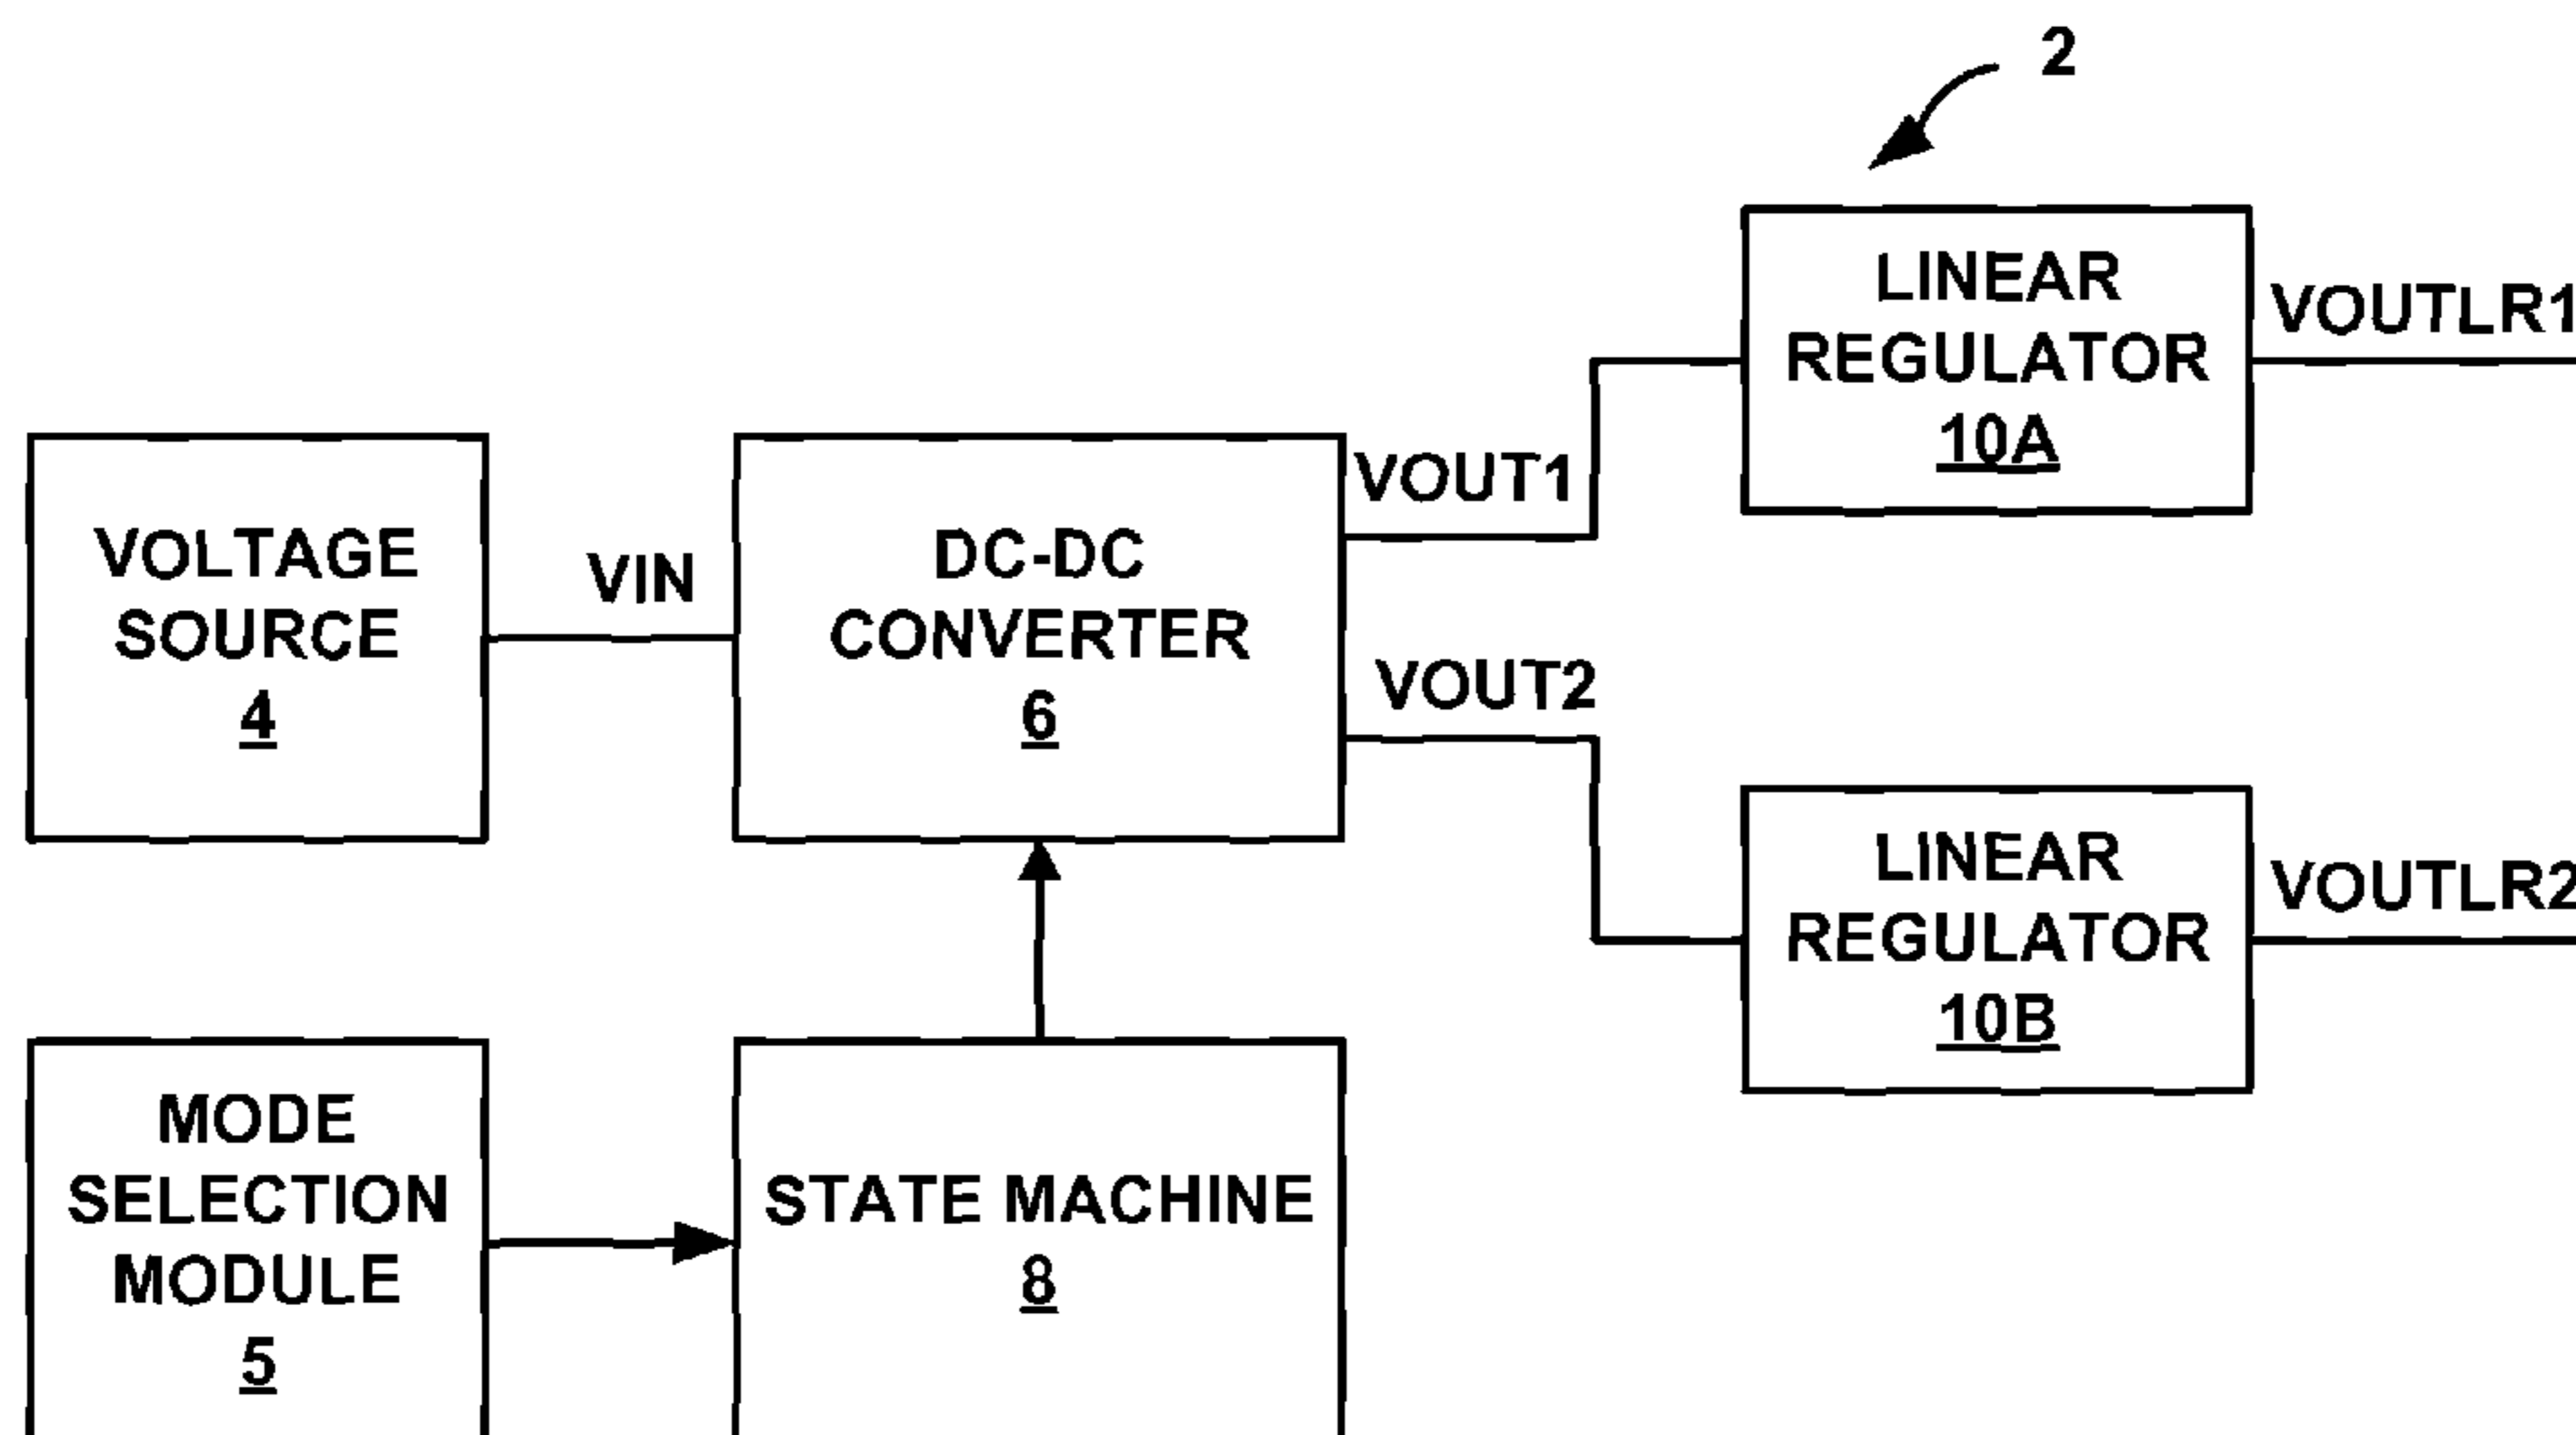 2
LINEAR
REGULATOR
10A
VOUTLR1
VOLTAGE
SOURCE
4
VIN
DC-DC
CONVERTER
6
VOUT1
VOUT2
LINEAR
REGULATOR
10B
VOUTLR2
MODE
SELECTION
MODULE
5
STATE MACHINE
8